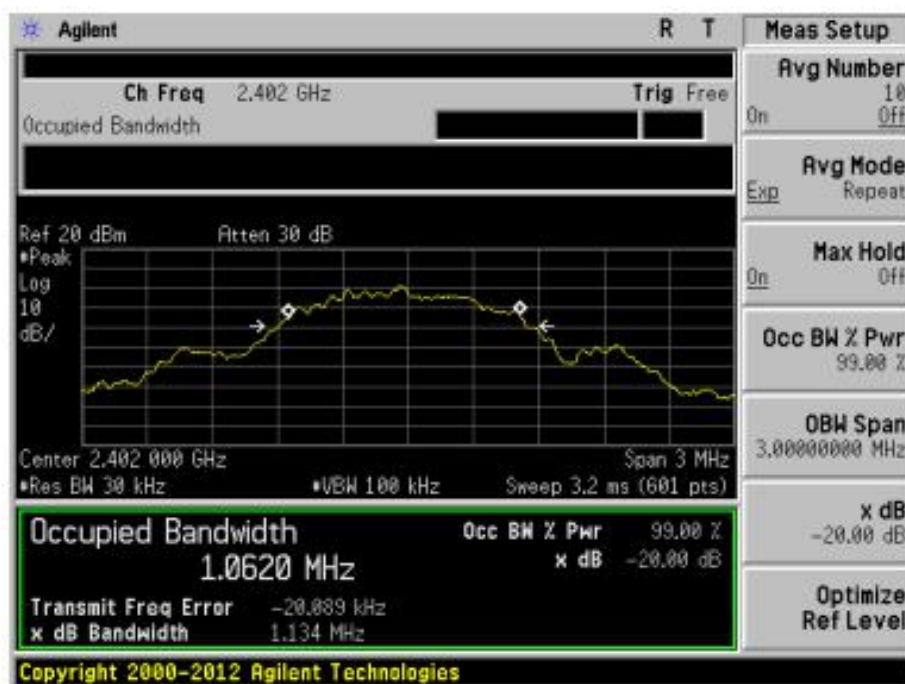 Agilent R T
Ch Freq 2.402 GHz Trig Free
Occupied Bandwidth
Ref 20 dBm Atten 30 dB
#Peak
Log
10
dB/
Center 2.402 000 GHz Span 3 MHz
#Res BW 30 kHz #VBW 100 kHz Sweep 3.2 ms (601 pts)
Occupied Bandwidth Occ BW % Pwr 99.00 %
1.0620 MHz x dB -20.00 dB
Transmit Freq Error -20.089 kHz
x dB Bandwidth 1.134 MHz
Copyright 2000-2012 Agilent Technologies
Meas Setup
Avg Number
10
On Off
Avg Mode
Exp Repeat
Max Hold
On Off
Occ BW % Pwr
99.00 %
OBW Span
3.00000000 MHz
x dB
-20.00 dB
Optimize
Ref Level